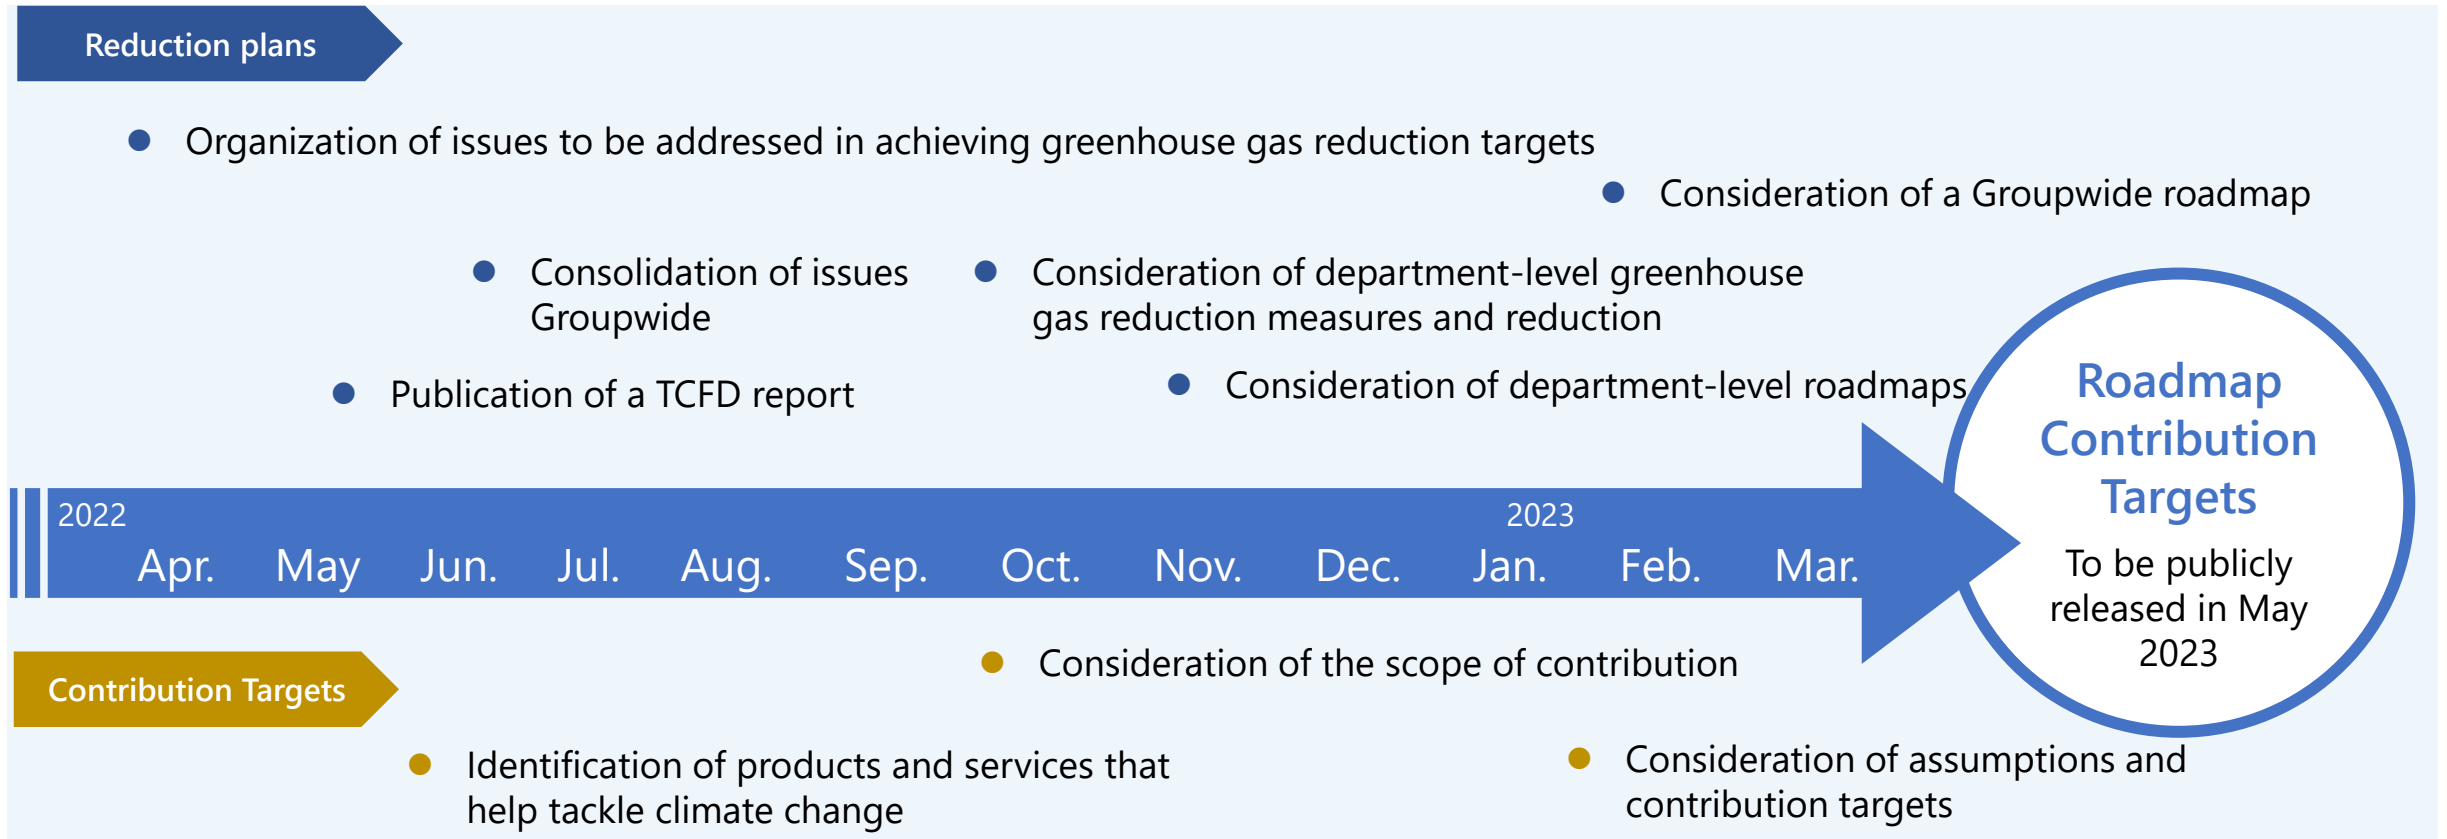 Reduction plans
Organization of issues to be addressed in achieving greenhouse gas reduction targets
Consideration of a Groupwide roadmap
Consolidation of issues
Groupwide
Consideration of department-level greenhouse
gas reduction measures and reduction
Publication of a TCFD report
Consideration of department-level roadmaps
Roadmap
Contribution
Targets
To be publicly
released in May
2023
2022
2023
Apr. May Jun. Jul. Aug. Sep. Oct. Nov. Dec. Jan. Feb. Mar.
Contribution Targets
Consideration of the scope of contribution
Identification of products and services that
help tackle climate change
Consideration of assumptions and
contribution targets